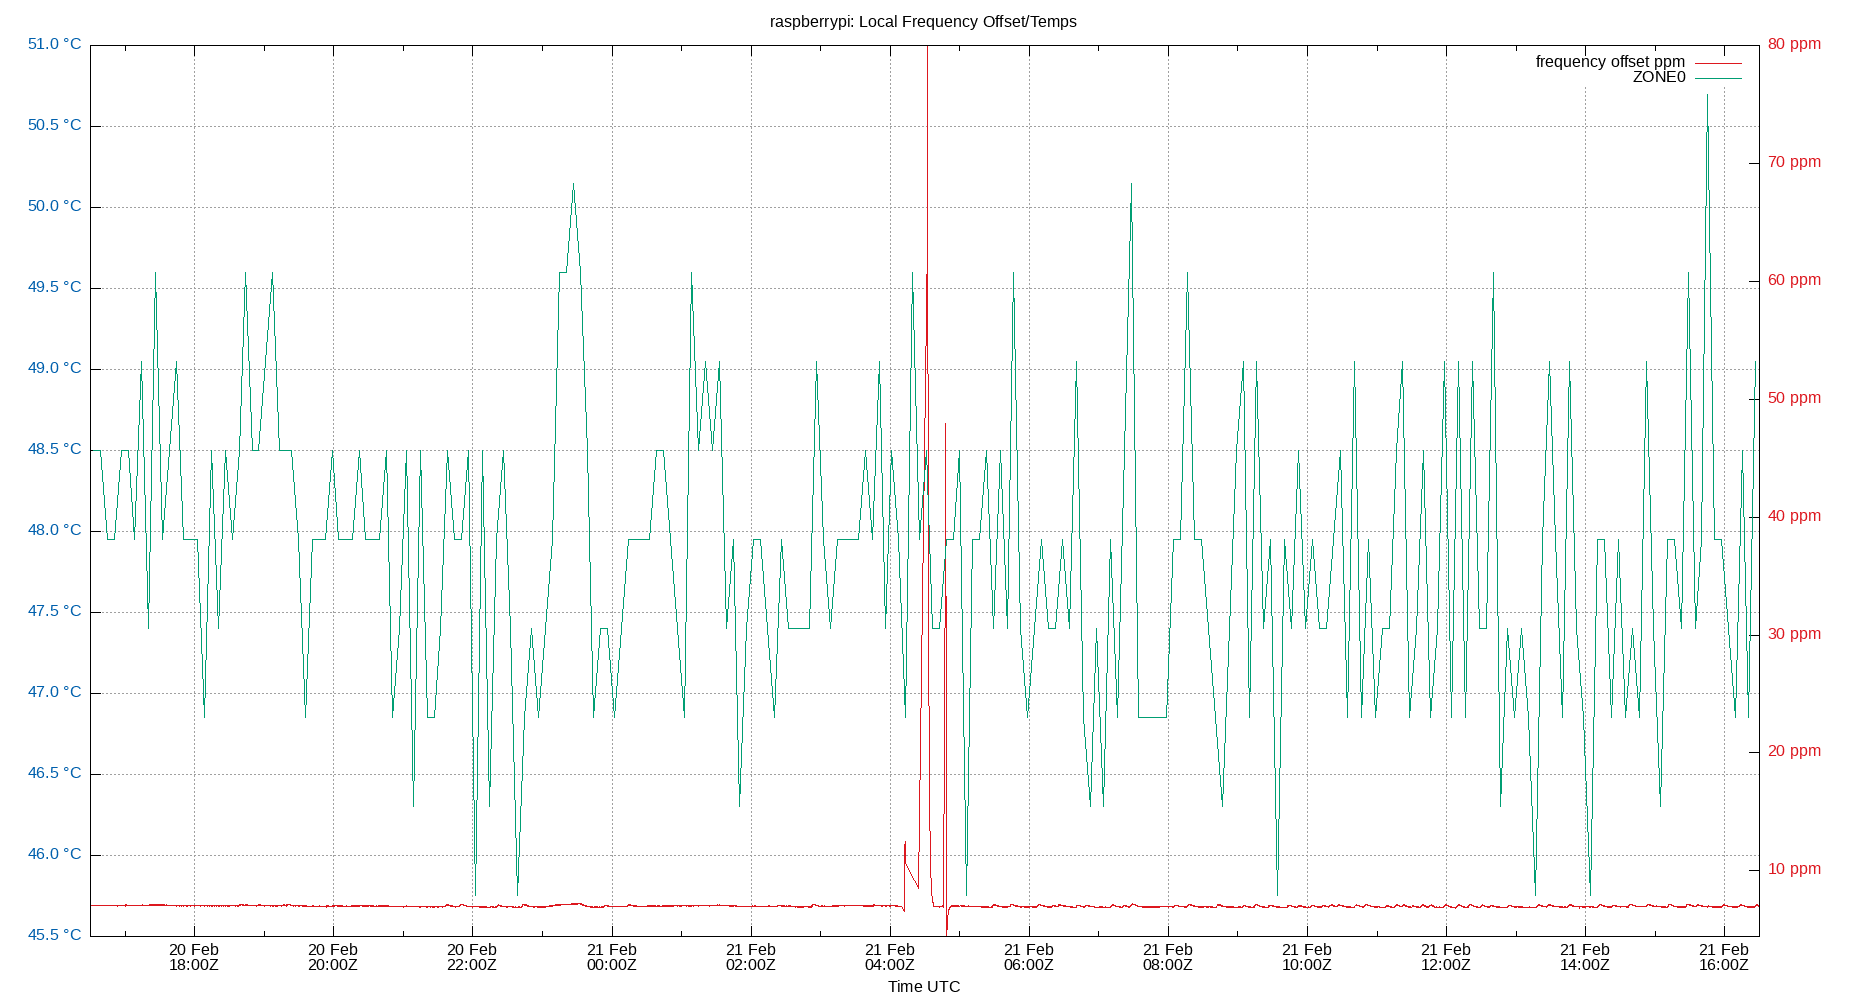 raspberrypi: Local Frequency Offset/Temps
51.0 °C
50.5 °C
50.0 °C
49.5 °C
49.0 °C
48.5 °C
48.0 °C
47.5 °C
47.0 °C
46.5 °C
46.0 °C
45.5 °C
80 ppm
70 ppm
60 ppm
50 ppm
40 ppm
30 ppm
20 ppm
10 ppm
frequency offset ppm
ZONE0
20 Feb
18:00Z
20 Feb
20:00Z
20 Feb
22:00Z
21 Feb
00:00Z
21 Feb
02:00Z
21 Feb
04:00Z
21 Feb
06:00Z
21 Feb
08:00Z
21 Feb
10:00Z
21 Feb
12:00Z
21 Feb
14:00Z
21 Feb
16:00Z
Time UTC